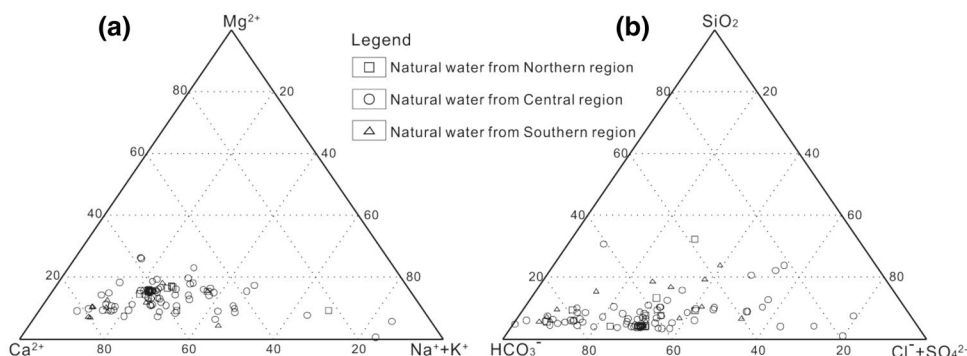 (a)
Mg²⁺
80
20
60
40
40
60
20
80
Ca²⁺
80
60
40
20
Na⁺+K⁺
Legend
Natural water from Northern region
Natural water from Central region
Natural water from Southern region
(b)
SiO₂
80
20
60
40
40
60
20
80
HCO₃⁻
80
60
40
20
Cl⁻+SO₄²⁻